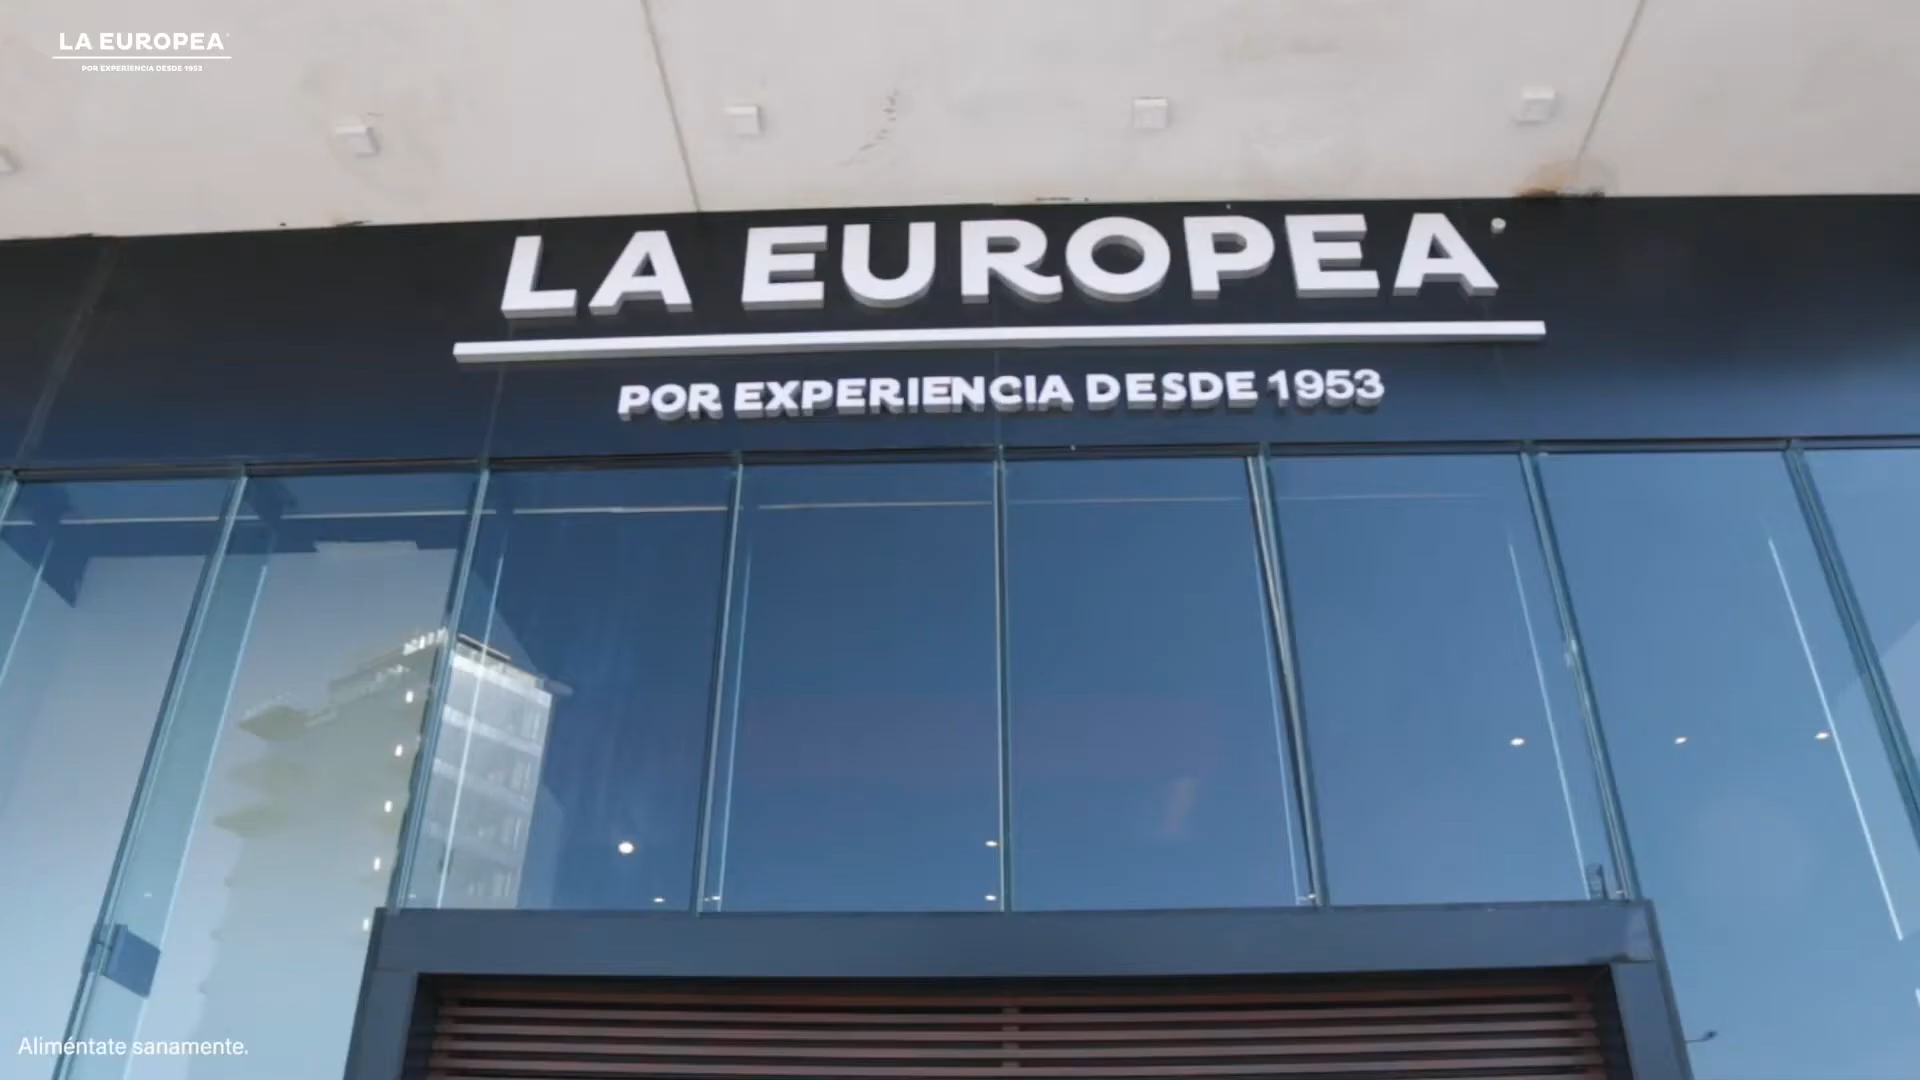 LA EUROPEA
POR EXPERIENCIA DESDE 1953
LA EUROPEA
POR EXPERIENCIA DESDE 1953
Aliméntate sanamente.